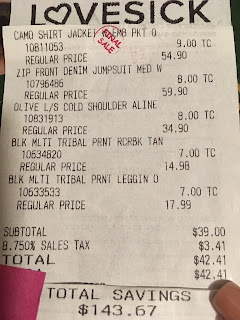 LOVESICK
CAMO SHIRT JACKET W EMB PKT O
FINAL SALE
10811053 9.00 TC
REGULAR PRICE 54.90
ZIP FRONT DENIM JUMPSUIT MED W
10796486 8.00 TC
REGULAR PRICE 59.90
OLIVE L/S COLD SHOULDER ALINE
10831913 8.00 TC
REGULAR PRICE 34.90
BLK MLTI TRIBAL PRNT RCRBK TAN
10634820 7.00 TC
REGULAR PRICE 14.98
BLK MLTI TRIBAL PRNT LEGGIN O
10633533 7.00 TC
REGULAR PRICE 17.99
SUBTOTAL $39.00
8.750% SALES TAX $3.41
TOTAL $42.41
$42.41
TOTAL SAVINGS
$143.67